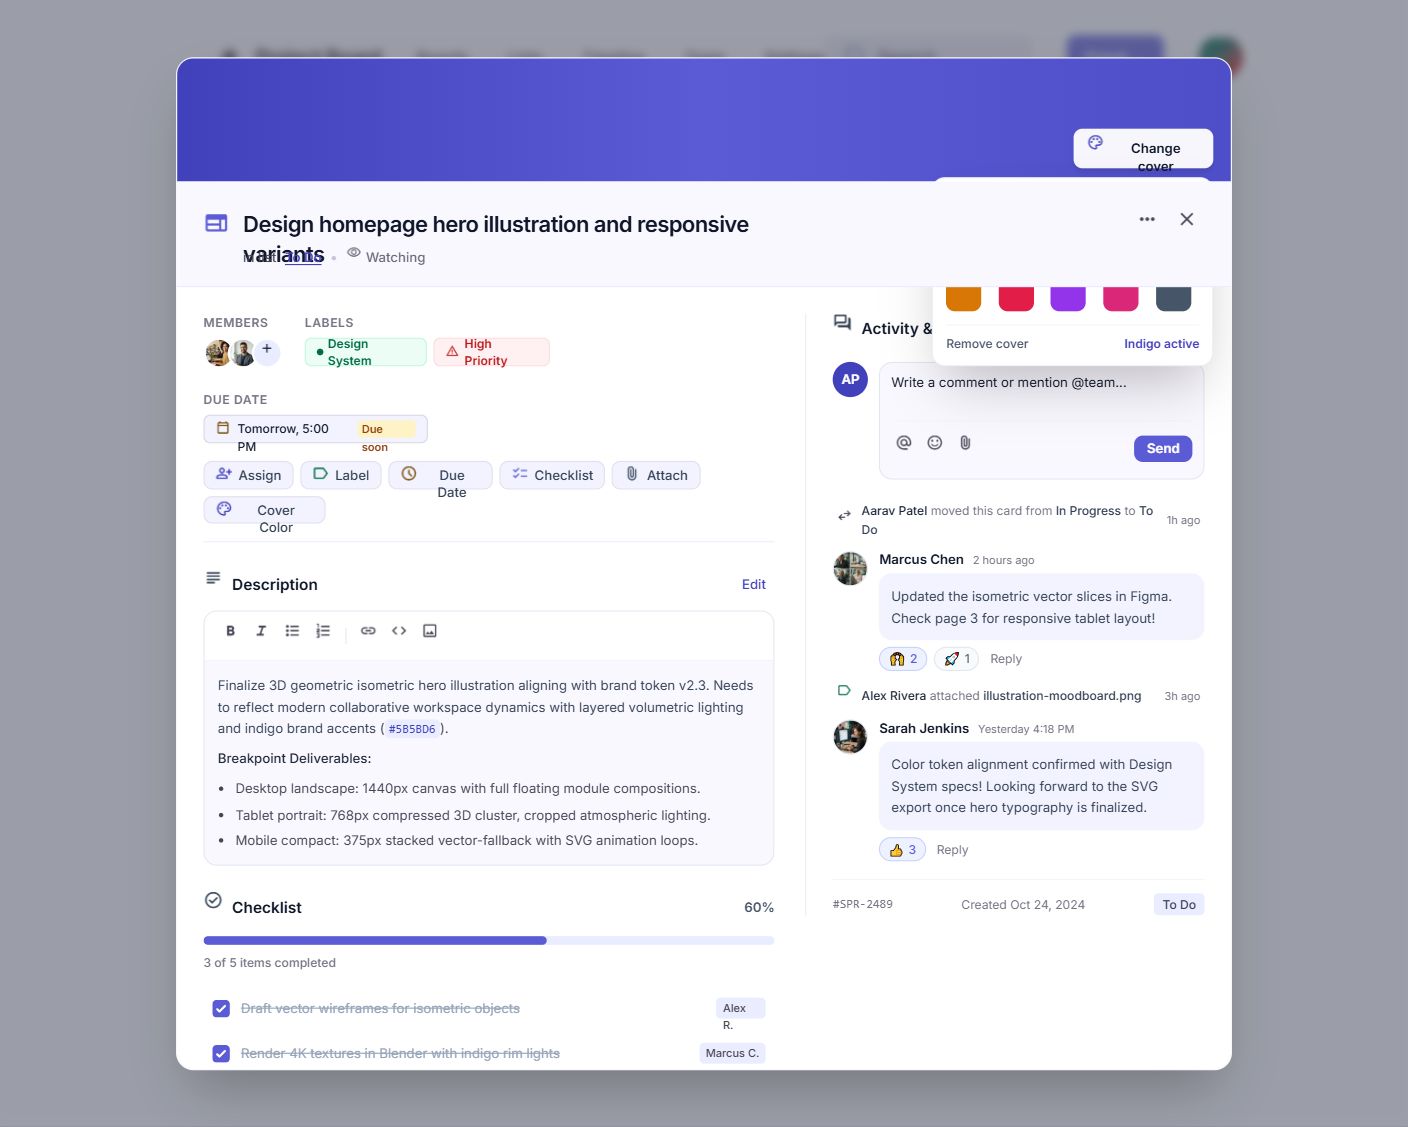 Change
cover
Design homepage hero illustration and responsive
variants
To Do • Watching
MEMBERS
LABELS
+
Design
System
High
Priority
DUE DATE
Tomorrow, 5:00
PM
Due
soon
Assign
Label
Due
Date
Checklist
Attach
Cover
Color
Description
Edit
B I
Finalize 3D geometric isometric hero illustration aligning with brand token v2.3. Needs
to reflect modern collaborative workspace dynamics with layered volumetric lighting
and indigo brand accents ( #5B5BD6 ).
Breakpoint Deliverables:
• Desktop landscape: 1440px canvas with full floating module compositions.
• Tablet portrait: 768px compressed 3D cluster, cropped atmospheric lighting.
• Mobile compact: 375px stacked vector-fallback with SVG animation loops.
Checklist
60%
3 of 5 items completed
Draft vector wireframes for isometric objects
Alex
R.
Render 4K textures in Blender with indigo rim lights
Marcus C.
Remove cover
Indigo active
Activity &
AP
Write a comment or mention @team...
Send
Aarav Patel moved this card from In Progress to To
Do
1h ago
Marcus Chen 2 hours ago
Updated the isometric vector slices in Figma.
Check page 3 for responsive tablet layout!
2
1
Reply
Alex Rivera attached illustration-moodboard.png
3h ago
Sarah Jenkins Yesterday 4:18 PM
Color token alignment confirmed with Design
System specs! Looking forward to the SVG
export once hero typography is finalized.
3
Reply
#SPR-2489
Created Oct 24, 2024
To Do